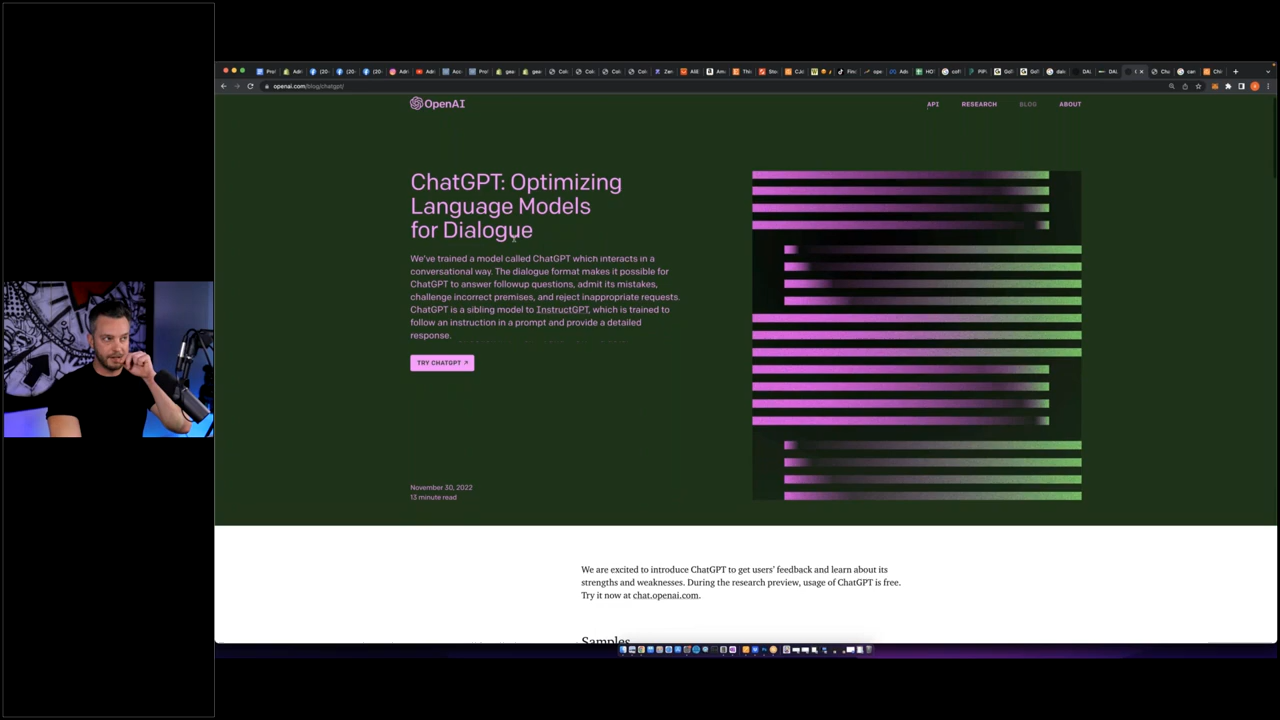 openai.com/blog/chatgpt/
OpenAI
API RESEARCH BLOG ABOUT
ChatGPT: Optimizing
Language Models
for Dialogue
We've trained a model called ChatGPT which interacts in a
conversational way. The dialogue format makes it possible for
ChatGPT to answer followup questions, admit its mistakes,
challenge incorrect premises, and reject inappropriate requests.
ChatGPT is a sibling model to InstructGPT, which is trained to
follow an instruction in a prompt and provide a detailed
response.
TRY CHATGPT ↗
November 30, 2022
13 minute read
We are excited to introduce ChatGPT to get users' feedback and learn about its
strengths and weaknesses. During the research preview, usage of ChatGPT is free.
Try it now at chat.openai.com.
Samples